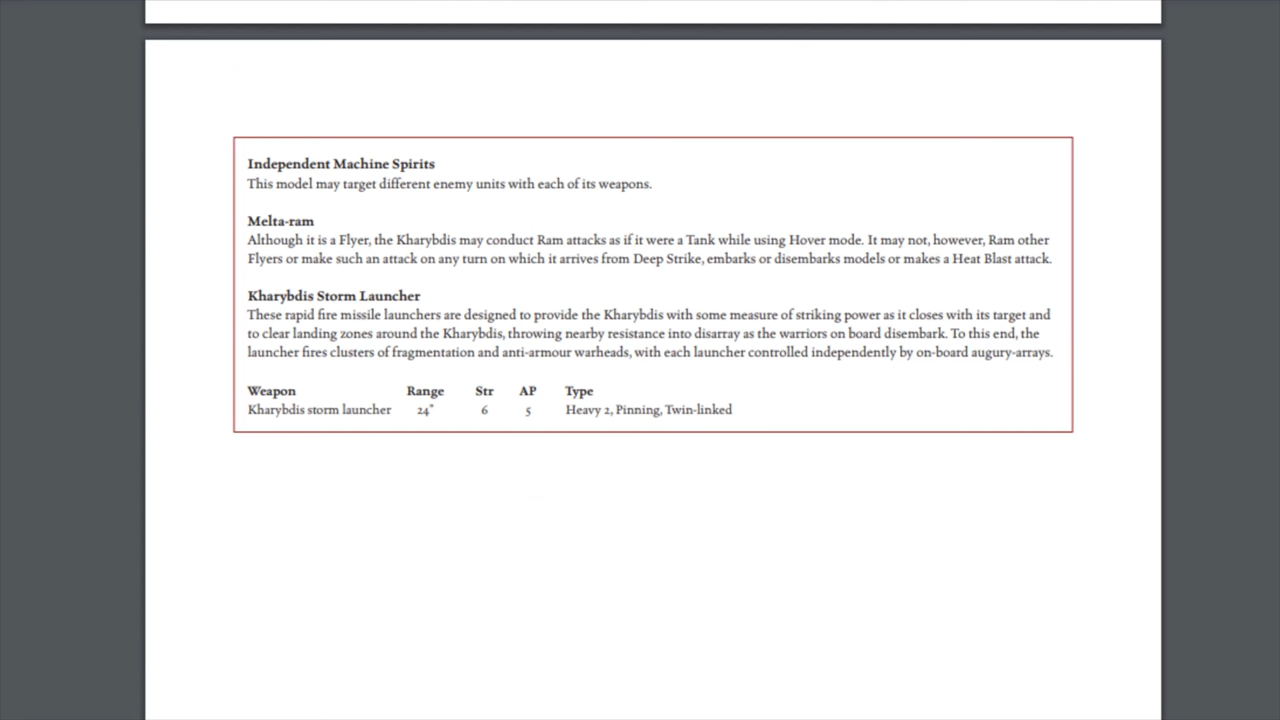 Independent Machine Spirits
This model may target different enemy units with each of its weapons.
Melta-ram
Although it is a Flyer, the Kharybdis may conduct Ram attacks as if it were a Tank while using Hover mode. It may not, however, Ram other
Flyers or make such an attack on any turn on which it arrives from Deep Strike, embarks or disembarks models or makes a Heat Blast attack.
Kharybdis Storm Launcher
These rapid fire missile launchers are designed to provide the Kharybdis with some measure of striking power as it closes with its target and
to clear landing zones around the Kharybdis, throwing nearby resistance into disarray as the warriors on board disembark. To this end, the
launcher fires clusters of fragmentation and anti-armour warheads, with each launcher controlled independently by on-board augury-arrays.
Weapon Range Str AP Type
Kharybdis storm launcher 24" 6 5 Heavy 2, Pinning, Twin-linked